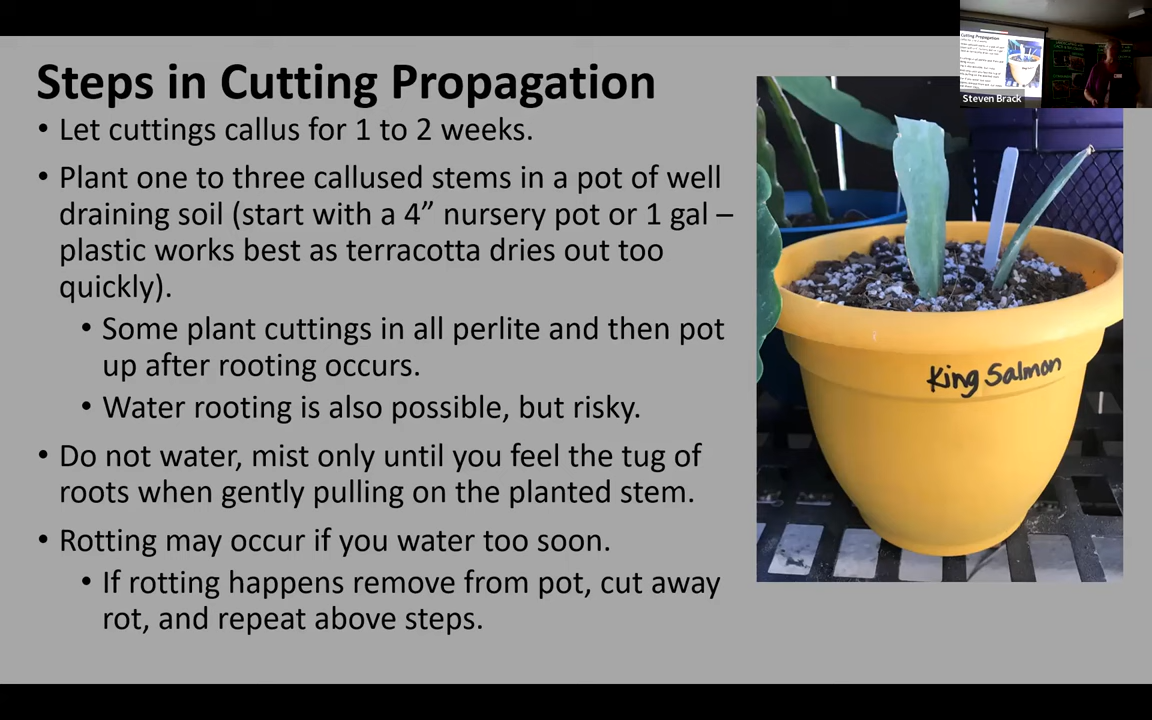 Steps in Cutting Propagation
• Let cuttings callus for 1 to 2 weeks.
• Plant one to three callused stems in a pot of well
draining soil (start with a 4” nursery pot or 1 gal –
plastic works best as terracotta dries out too
quickly).
• Some plant cuttings in all perlite and then pot
up after rooting occurs.
• Water rooting is also possible, but risky.
• Do not water, mist only until you feel the tug of
roots when gently pulling on the planted stem.
• Rotting may occur if you water too soon.
• If rotting happens remove from pot, cut away
rot, and repeat above steps.
King Salmon
Cutting Propagation
Steven Brack